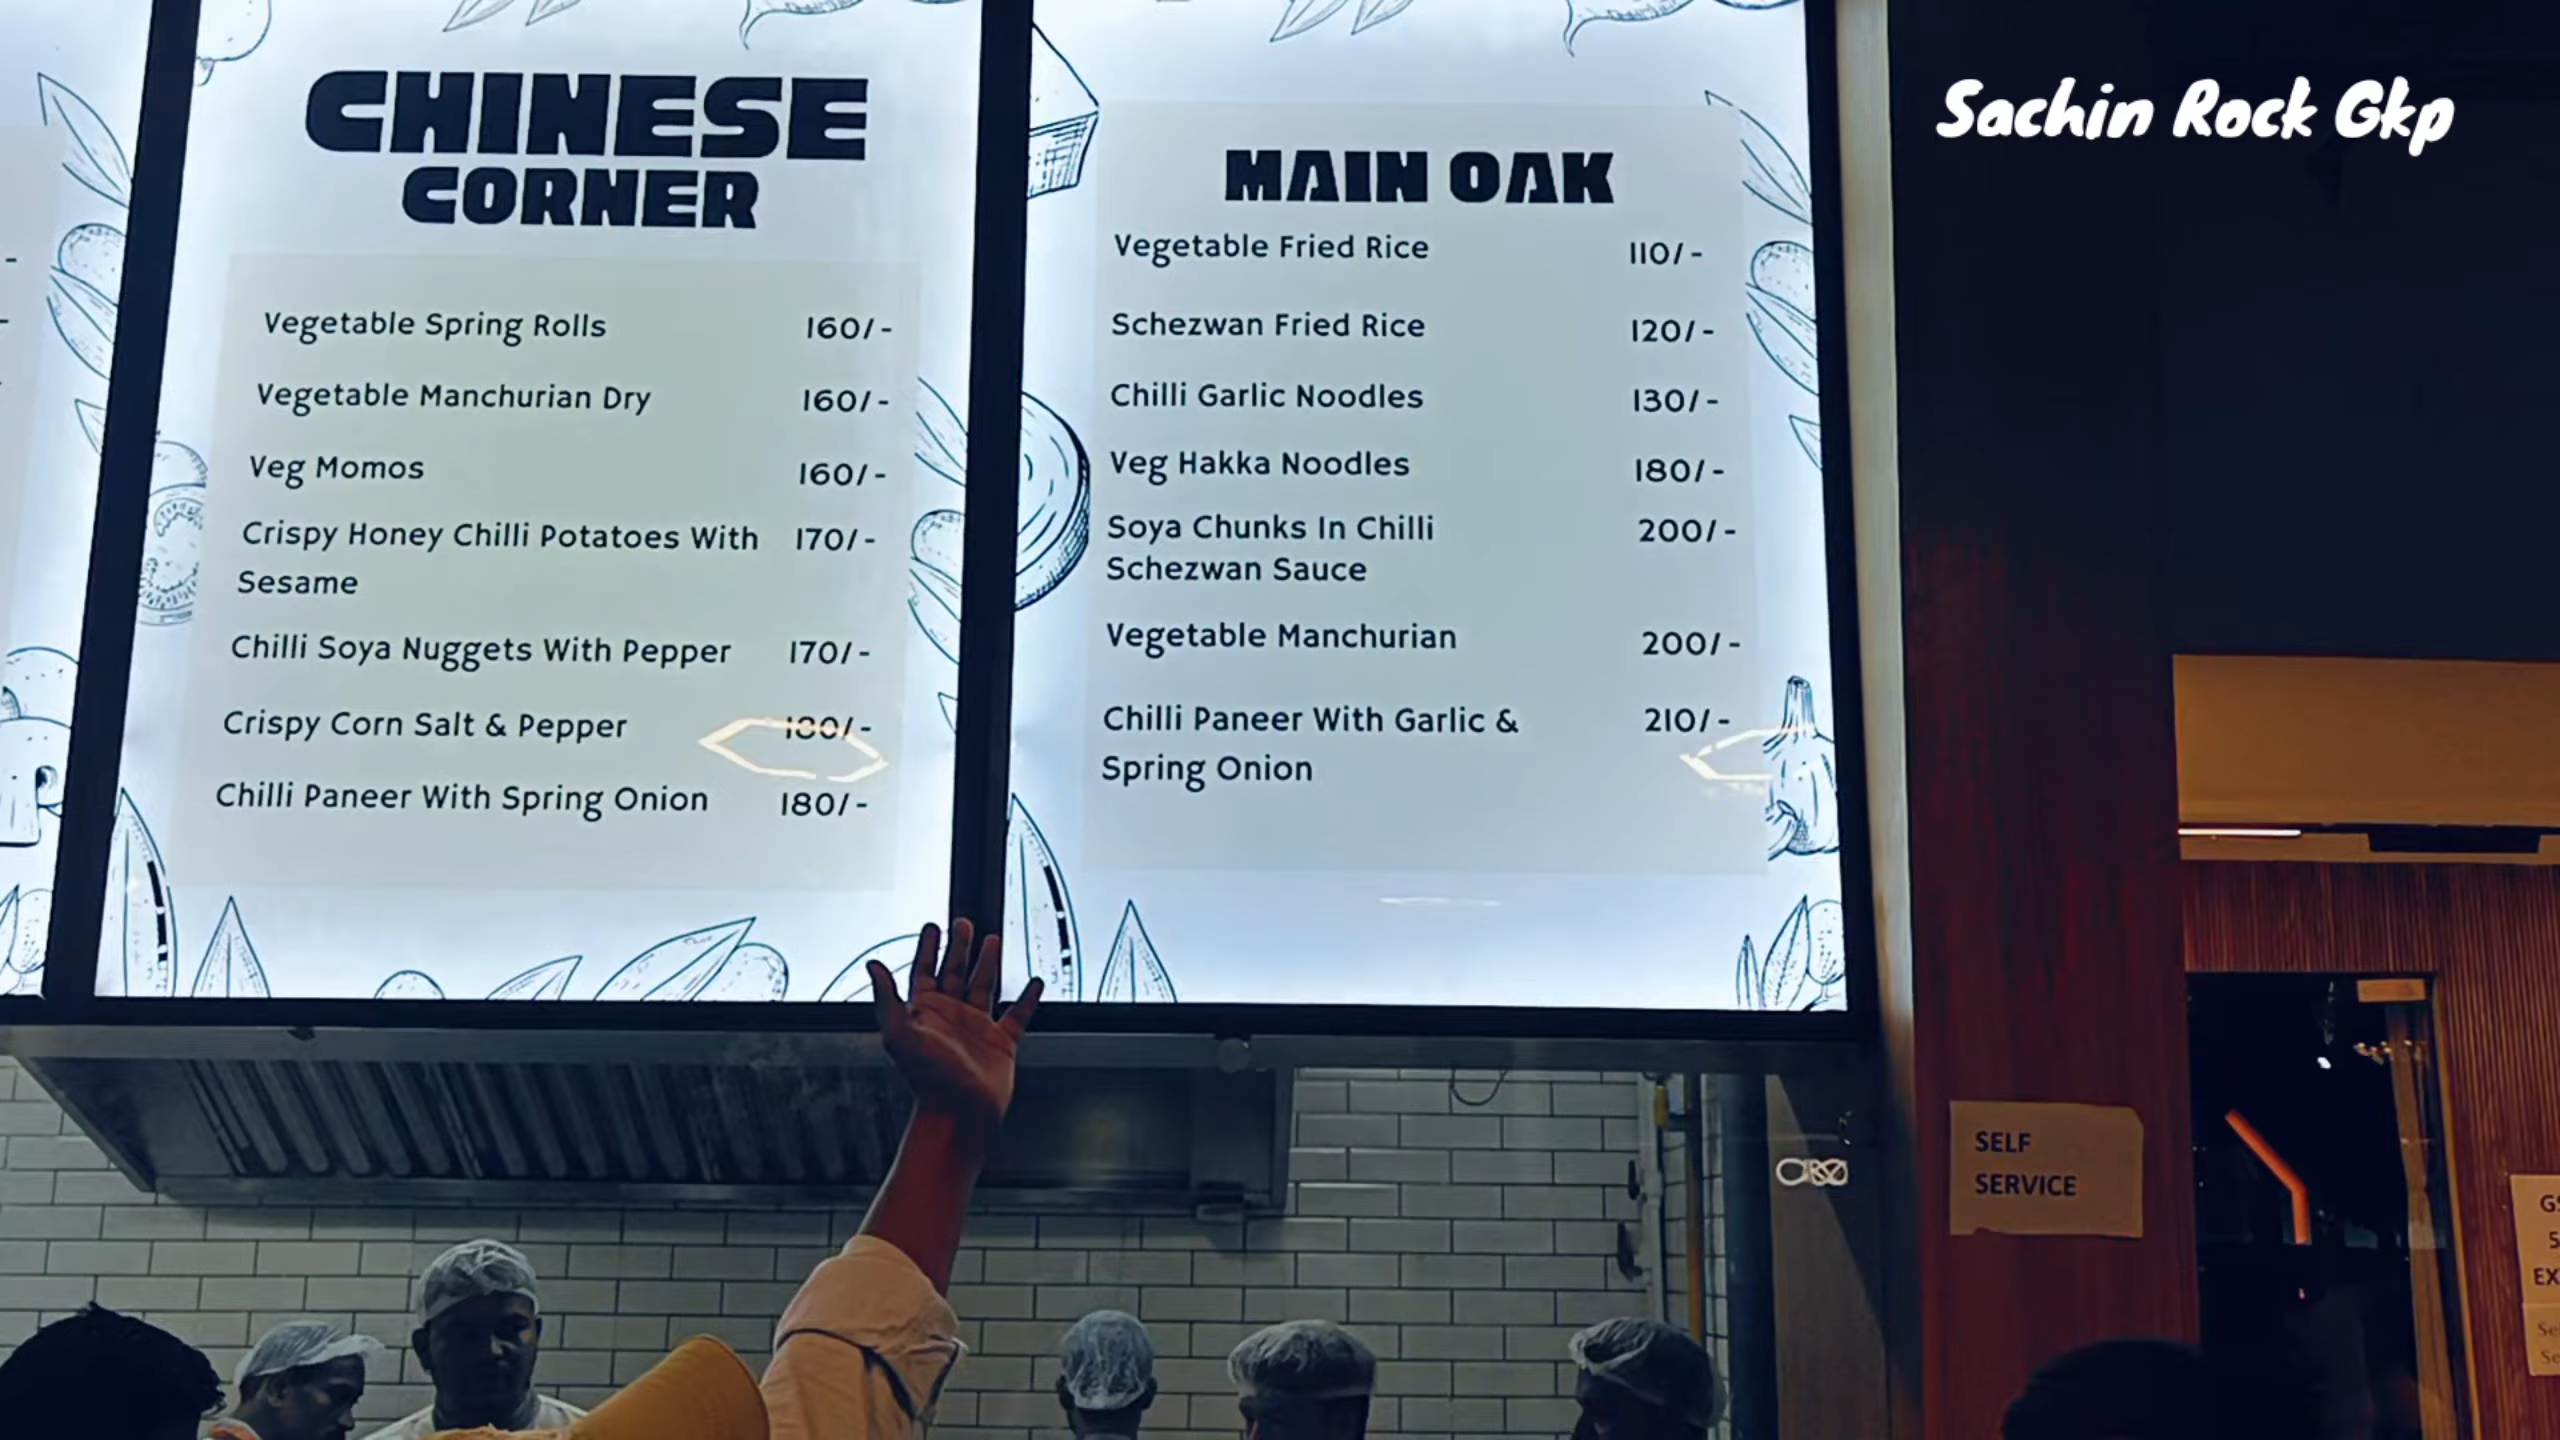 CHINESE
CORNER
Vegetable Spring Rolls 160/-
Vegetable Manchurian Dry 160/-
Veg Momos 160/-
Crispy Honey Chilli Potatoes With 170/-
Sesame
Chilli Soya Nuggets With Pepper 170/-
Crispy Corn Salt & Pepper 180/-
Chilli Paneer With Spring Onion 180/-
MAIN OAK
Vegetable Fried Rice 110/-
Schezwan Fried Rice 120/-
Chilli Garlic Noodles 130/-
Veg Hakka Noodles 180/-
Soya Chunks In Chilli 200/-
Schezwan Sauce
Vegetable Manchurian 200/-
Chilli Paneer With Garlic & 210/-
Spring Onion
Sachin Rock Gkp
SELF
SERVICE